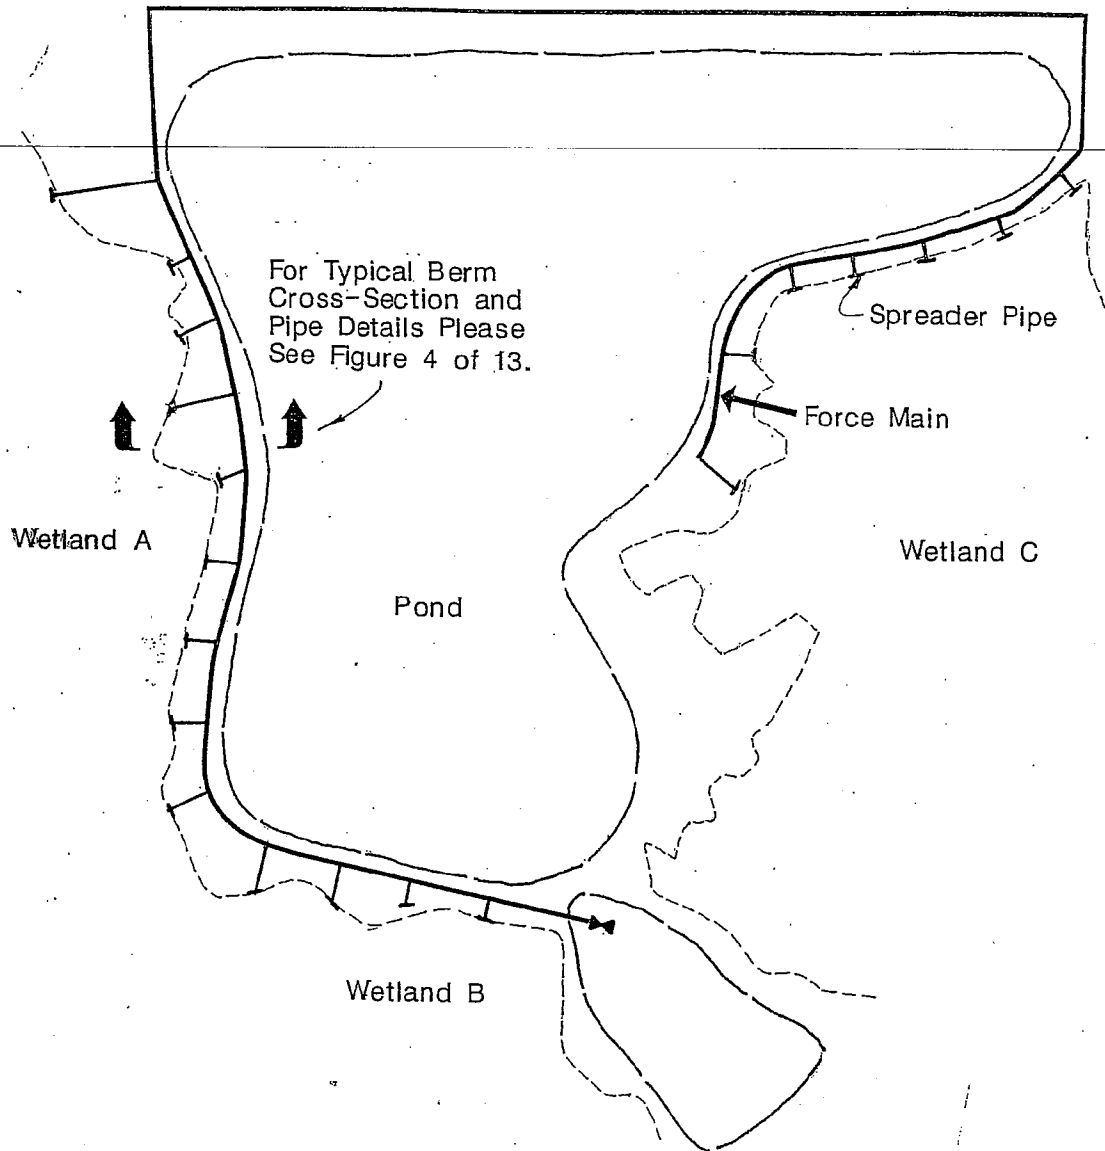 For Typical Berm
Cross-Section and
Pipe Details Please
See Figure 4 of 13.
Spreader Pipe
Force Main
Wetland A
Wetland C
Pond
Wetland B